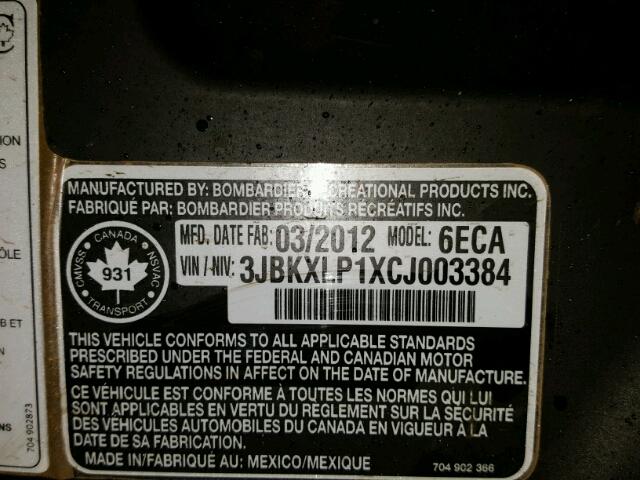 C
ION
S
ÔLE
B ET
NS
704 902873
MANUFACTURED BY: BOMBARDIER RECREATIONAL PRODUCTS INC.
FABRIQUÉ PAR: BOMBARDIER PRODUITS RÉCRÉATIFS INC.
CANADA
CMVSS
NSVAC
931
TRANSPORT
MFD. DATE FAB: 03/2012 MODEL: 6ECA
VIN / NIV: 3JBKXLP1XCJ003384
THIS VEHICLE CONFORMS TO ALL APPLICABLE STANDARDS
PRESCRIBED UNDER THE FEDERAL AND CANADIAN MOTOR
SAFETY REGULATIONS IN AFFECT ON THE DATE OF MANUFACTURE.
CE VÉHICULE EST CONFORME À TOUTES LES NORMES QUI LUI
SONT APPLICABLES EN VERTU DU RÈGLEMENT SUR LA SÉCURITÉ
DES VÉHICULES AUTOMOBILES DU CANADA EN VIGUEUR À LA
DATE DE SA FABRICATION.
MADE IN/FABRIQUÉ AU: MEXICO/MEXIQUE
704 902 366